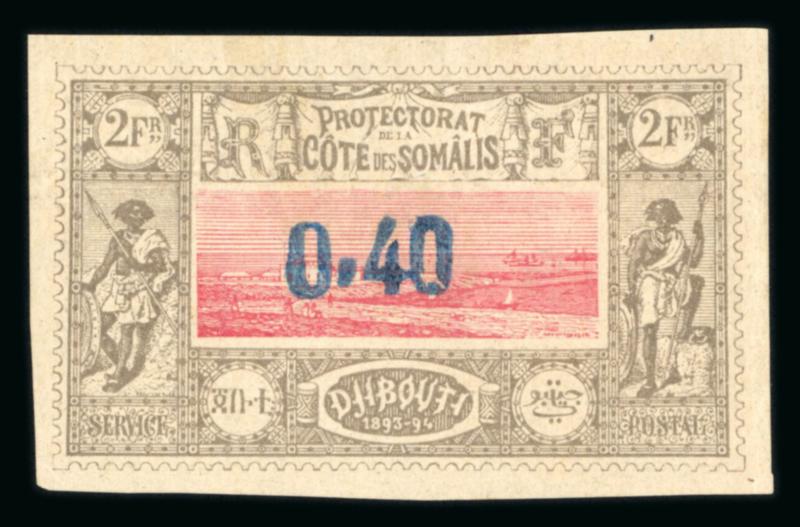 2FR
PROTECTORAT
DE LA
CÔTE DES SOMÂLIS
R F
2FR
0.40
SERVICE
DJIBOUTI
1893-94
POSTAL